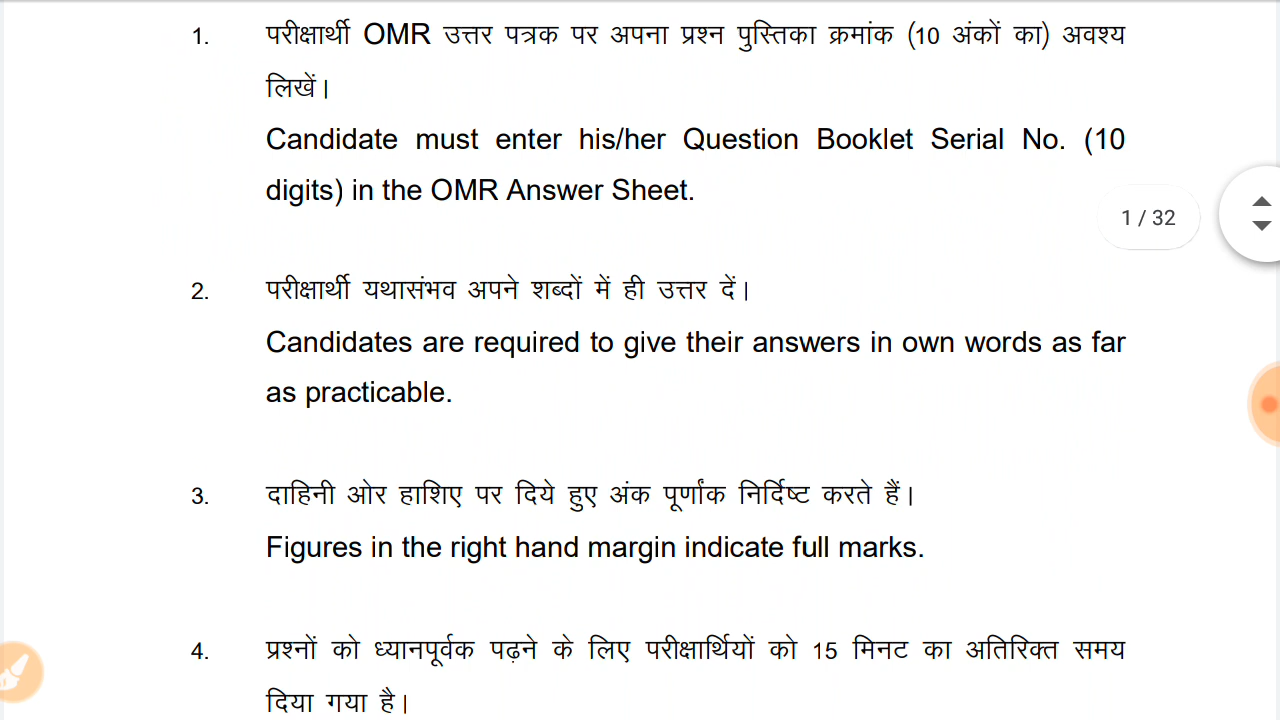 1. परीक्षार्थी OMR उत्तर पत्रक पर अपना प्रश्न पुस्तिका क्रमांक (10 अंकों का) अवश्य
लिखें।
Candidate must enter his/her Question Booklet Serial No. (10
digits) in the OMR Answer Sheet.
1 / 32
2. परीक्षार्थी यथासंभव अपने शब्दों में ही उत्तर दें।
Candidates are required to give their answers in own words as far
as practicable.
3. दाहिनी ओर हाशिए पर दिये हुए अंक पूर्णांक निर्दिष्ट करते हैं।
Figures in the right hand margin indicate full marks.
4. प्रश्नों को ध्यानपूर्वक पढ़ने के लिए परीक्षार्थियों को 15 मिनट का अतिरिक्त समय
दिया गया है।